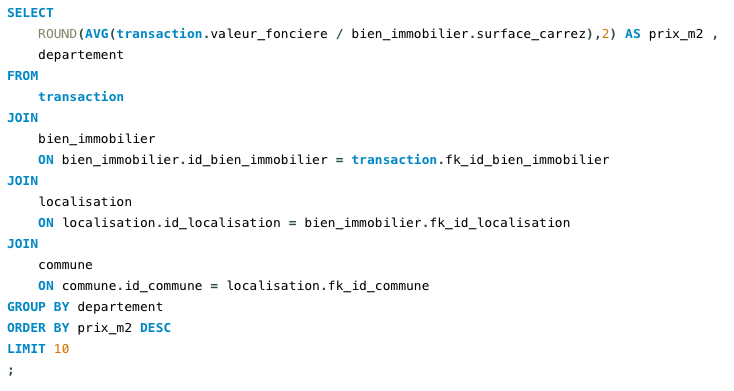 SELECT
ROUND(AVG(transaction.valeur_fonciere / bien_immobilier.surface_carrez),2) AS prix_m2 ,
departement
FROM
transaction
JOIN
bien_immobilier
ON bien_immobilier.id_bien_immobilier = transaction.fk_id_bien_immobilier
JOIN
localisation
ON localisation.id_localisation = bien_immobilier.fk_id_localisation
JOIN
commune
ON commune.id_commune = localisation.fk_id_commune
GROUP BY departement
ORDER BY prix_m2 DESC
LIMIT 10
;